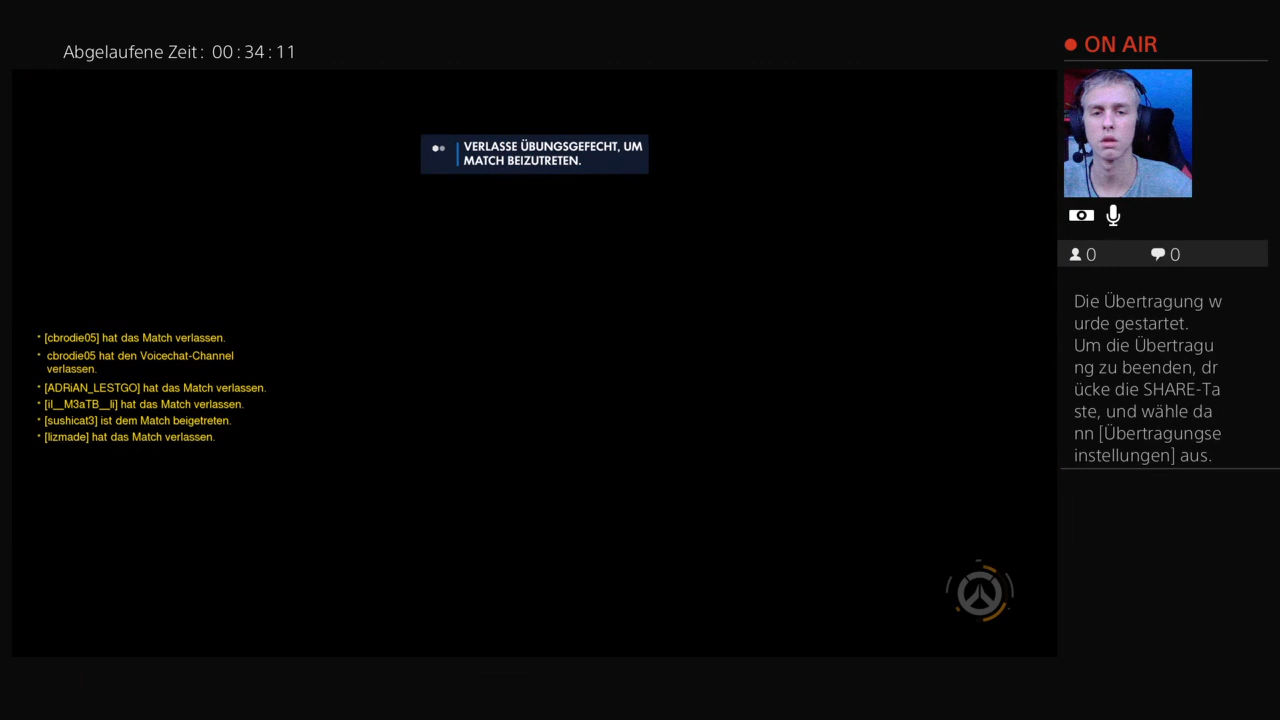 Abgelaufene Zeit: 00:34:11
ON AIR
VERLASSE ÜBUNGSGEFECHT, UM
MATCH BEIZUTRETEN.
0 0
Die Übertragung w
urde gestartet.
Um die Übertragu
ng zu beenden, dr
ücke die SHARE-Ta
ste, und wähle da
nn [Übertragungse
instellungen] aus.
* [cbrodie05] hat das Match verlassen.
* cbrodie05 hat den Voicechat-Channel
verlassen.
* [ADRiAN_LESTGO] hat das Match verlassen.
* [il__M3aTB__li] hat das Match verlassen.
* [sushicat3] ist dem Match beigetreten.
* [lizmade] hat das Match verlassen.